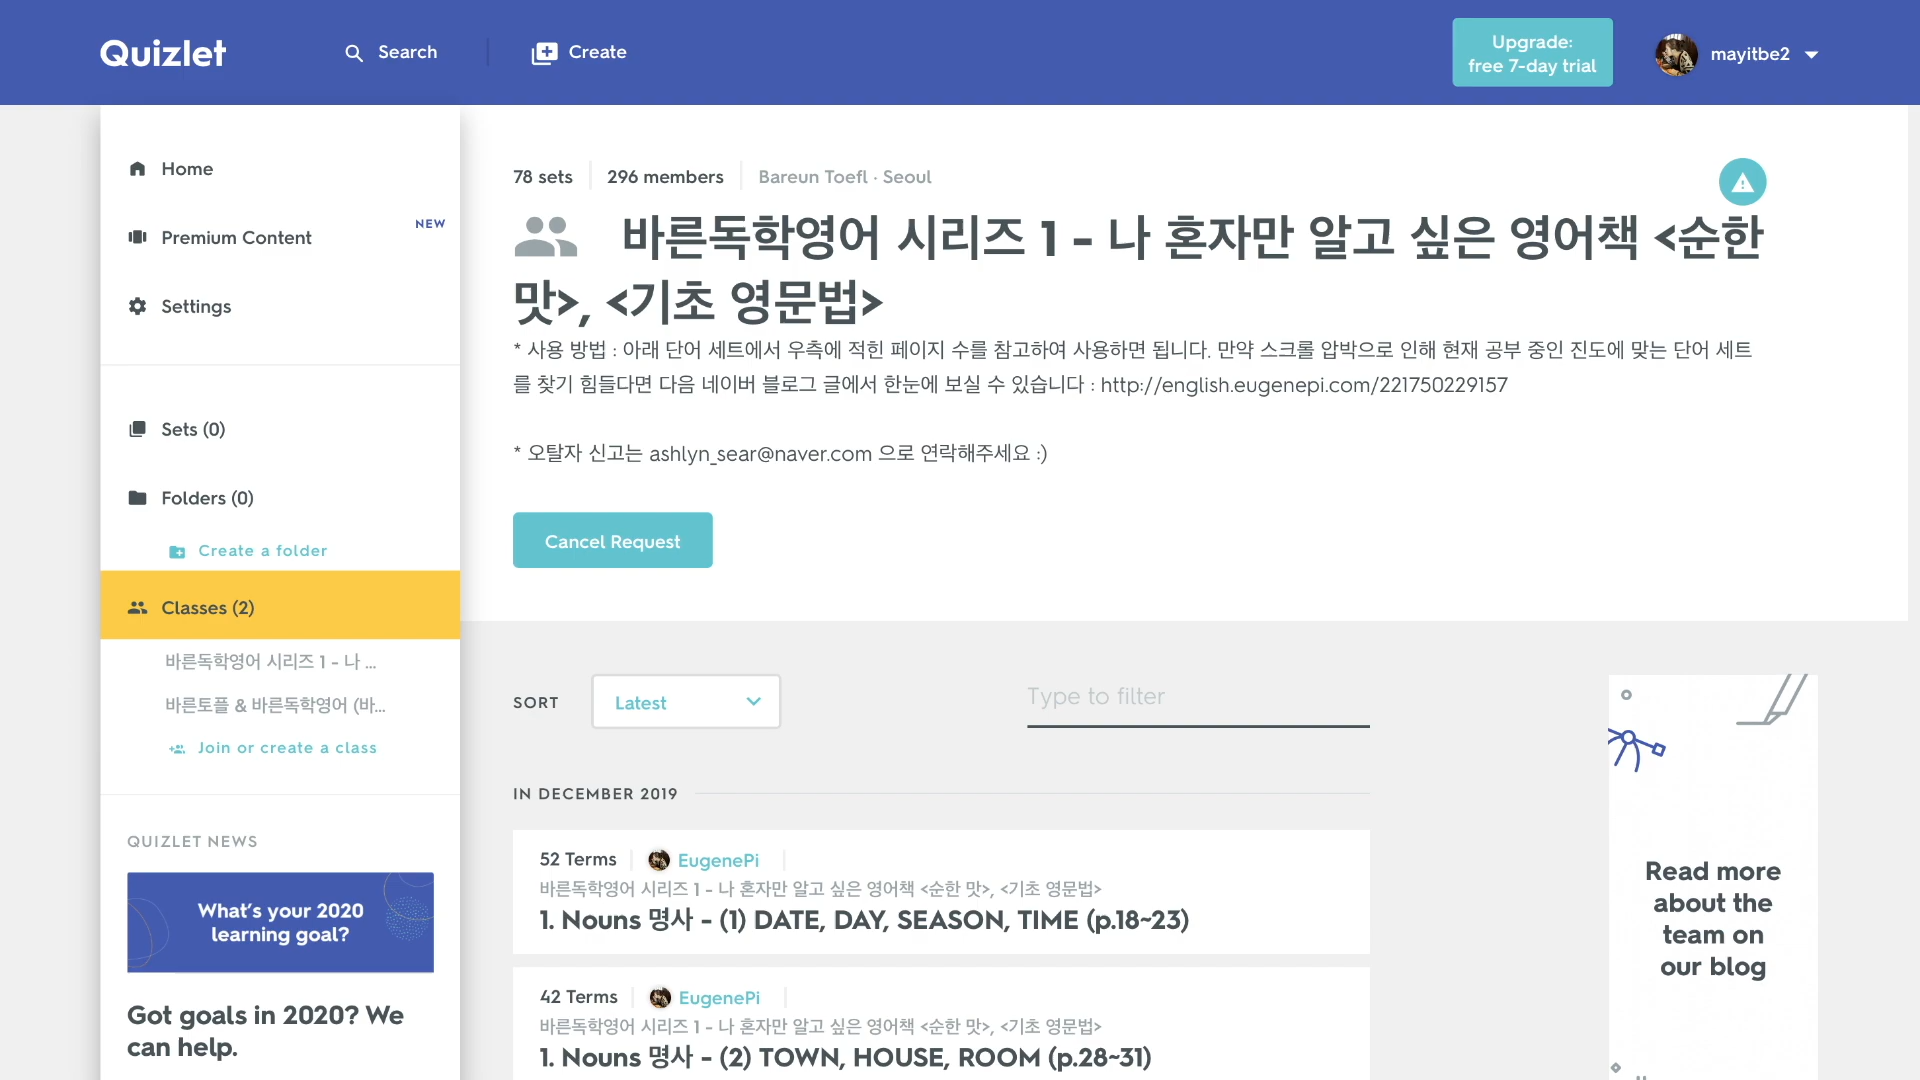 Quizlet
Search
Create
Upgrade:
free 7-day trial
mayitbe2
Home
NEW
Premium Content
Settings
Sets (0)
Folders (0)
Create a folder
Classes (2)
바른독학영어 시리즈 1 - 나 ...
바른토플 & 바른독학영어 (바...
Join or create a class
QUIZLET NEWS
What's your 2020
learning goal?
Got goals in 2020? We
can help.
78 sets
296 members
Bareun Toefl · Seoul
바른독학영어 시리즈 1 - 나 혼자만 알고 싶은 영어책 <순한
맛>, <기초 영문법>
* 사용 방법 : 아래 단어 세트에서 우측에 적힌 페이지 수를 참고하여 사용하면 됩니다. 만약 스크롤 압박으로 인해 현재 공부 중인 진도에 맞는 단어 세트
를 찾기 힘들다면 다음 네이버 블로그 글에서 한눈에 보실 수 있습니다 : http://english.eugenepi.com/221750229157
* 오탈자 신고는 ashlyn_sear@naver.com 으로 연락해주세요 :)
Cancel Request
SORT
Latest
Type to filter
IN DECEMBER 2019
52 Terms
EugenePi
바른독학영어 시리즈 1 - 나 혼자만 알고 싶은 영어책 <순한 맛>, <기초 영문법>
1. Nouns 명사 - (1) DATE, DAY, SEASON, TIME (p.18~23)
42 Terms
EugenePi
바른독학영어 시리즈 1 - 나 혼자만 알고 싶은 영어책 <순한 맛>, <기초 영문법>
1. Nouns 명사 - (2) TOWN, HOUSE, ROOM (p.28~31)
Read more
about the
team on
our blog